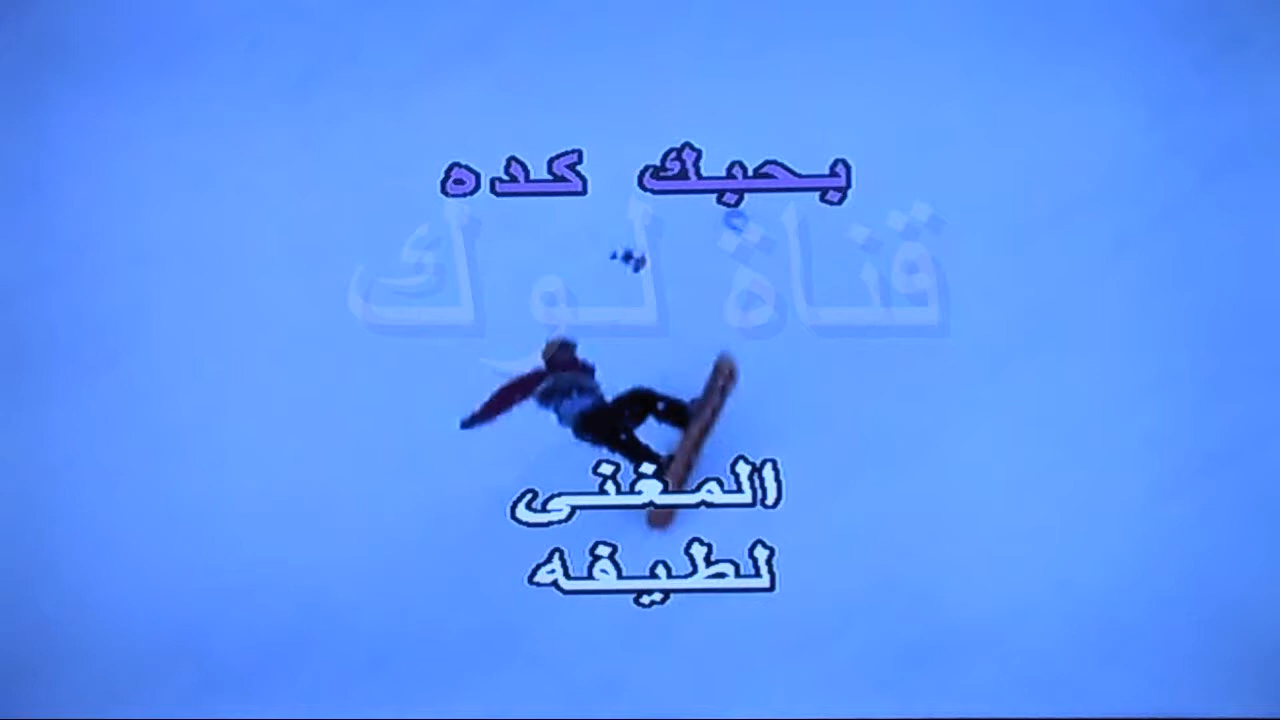 بحبك كده
قناة لوك
المغنى
لطيفه